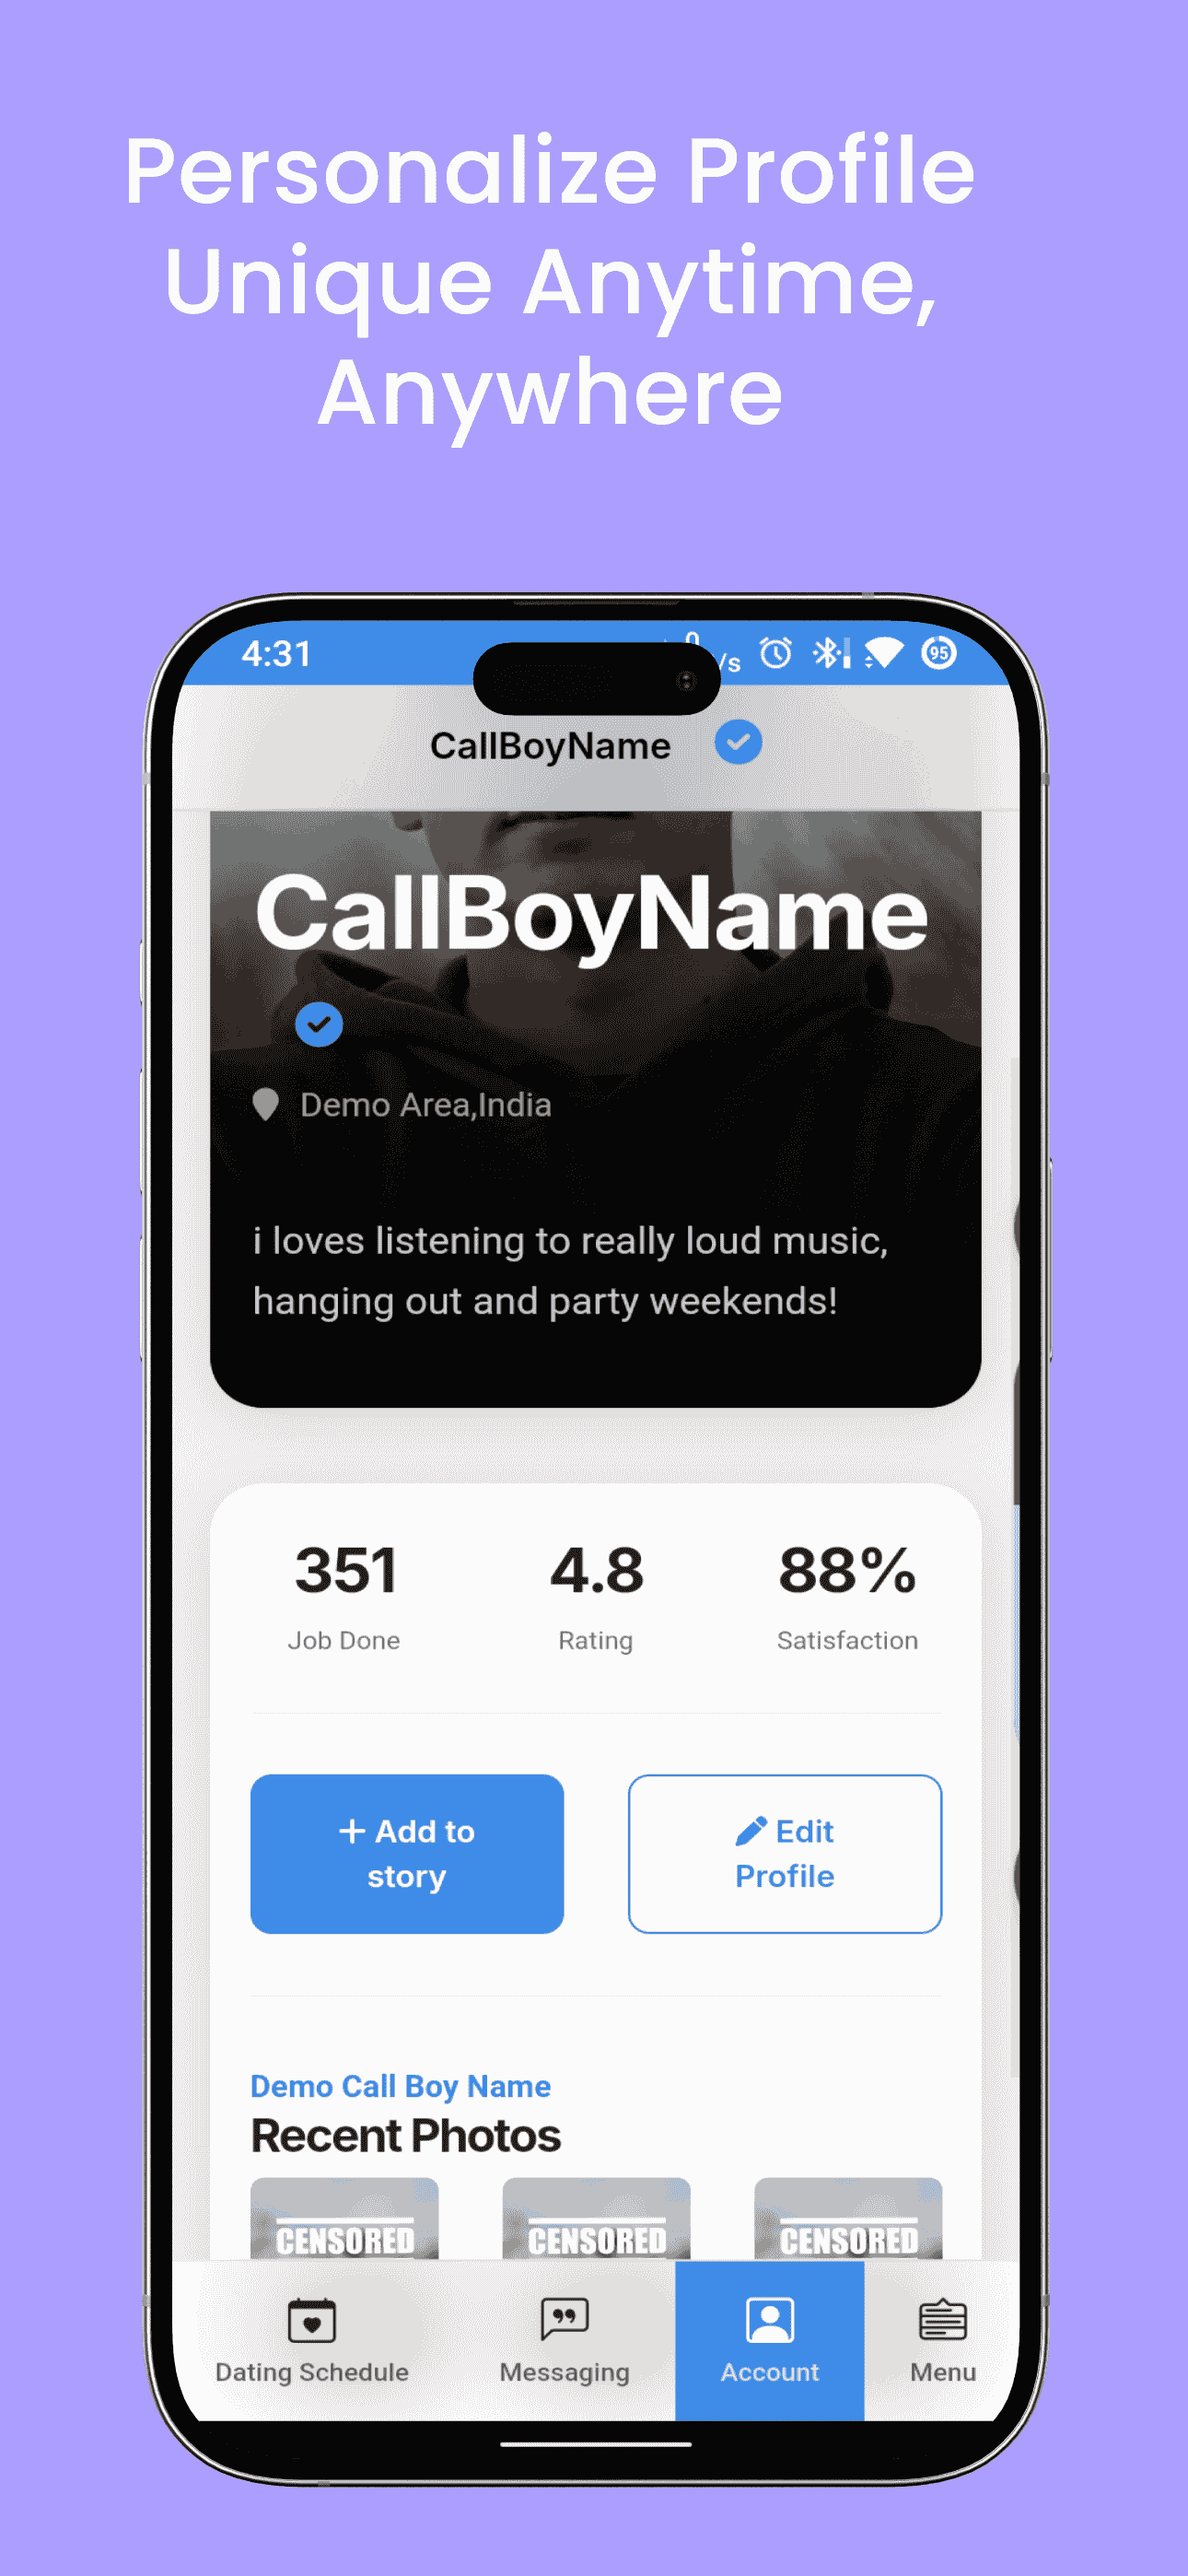 Personalize Profile
Unique Anytime,
Anywhere
4:31
0
/s
95
CallBoyName
CallBoyName
Demo Area,India
i loves listening to really loud music,
hanging out and party weekends!
351 4.8 88%
Job Done Rating Satisfaction
+ Add to
story
Edit
Profile
Demo Call Boy Name
Recent Photos
CENSORED CENSORED CENSORED
Dating Schedule Messaging Account Menu